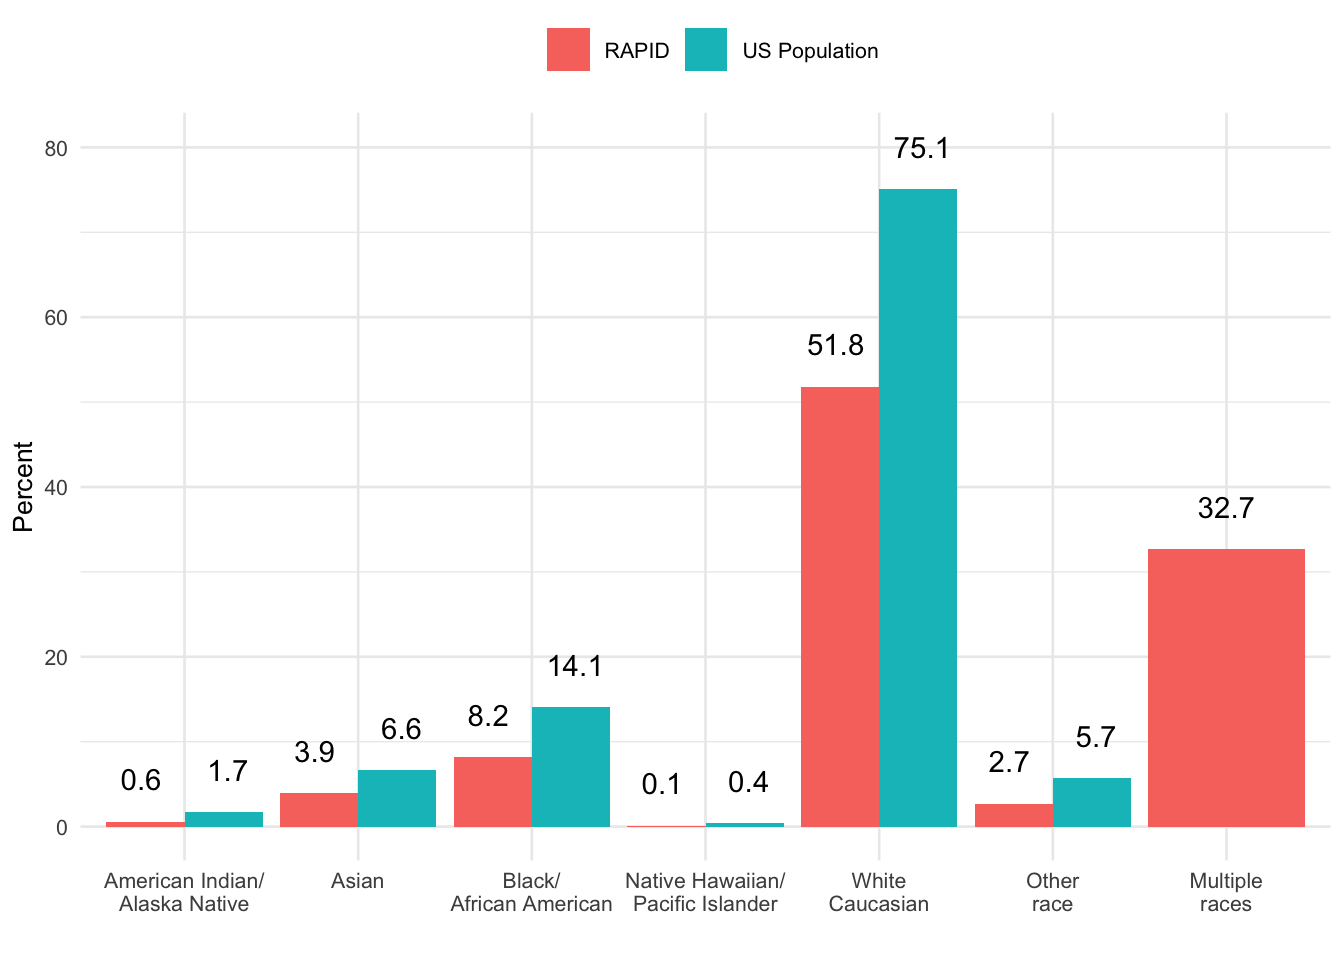 RAPID US Population
80
60
40
20
0
Percent
75.1
51.8
32.7
14.1
8.2
6.6
3.9
5.7
2.7
1.7
0.6
0.4
0.1
American Indian/
Alaska Native
Asian
Black/
African American
Native Hawaiian/
Pacific Islander
White
Caucasian
Other
race
Multiple
races